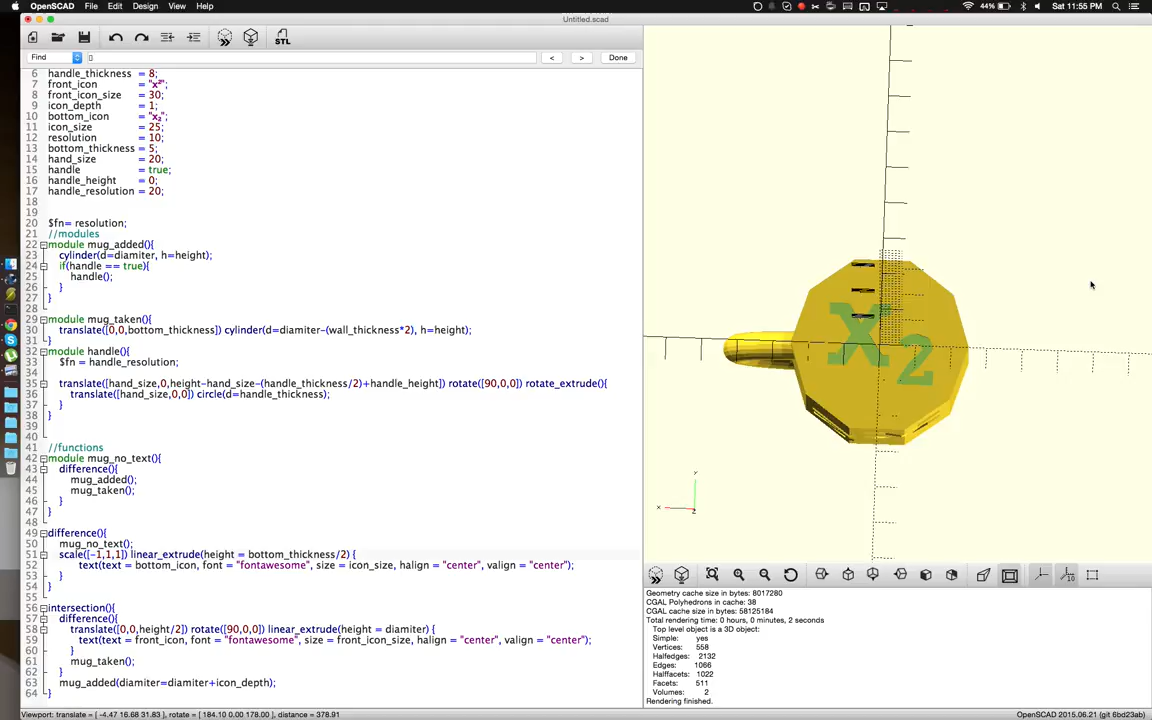 OpenSCAD File Edit Design View Help
44% Sat 11:55 PM
Untitled.scad
STL
Find
< > Done
6 handle_thickness = 8;
7 front_icon = "x²";
8 front_icon_size = 30;
9 icon_depth = 1;
10 bottom_icon = "x₂";
11 icon_size = 25;
12 resolution = 10;
13 bottom_thickness = 5;
14 hand_size = 20;
15 handle = true;
16 handle_height = 0;
17 handle_resolution = 20;
18
19
20 $fn= resolution;
21 //modules
22 module mug_added(){
23 cylinder(d=diamiter, h=height);
24 if(handle == true){
25 handle();
26 }
27 }
28
29 module mug_taken(){
30 translate([0,0,bottom_thickness]) cylinder(d=diamiter-(wall_thickness*2), h=height);
31 }
32 module handle(){
33 $fn = handle_resolution;
34
35 translate([hand_size,0,height-hand_size-(handle_thickness/2)+handle_height]) rotate([90,0,0]) rotate_extrude(){
36 translate([hand_size,0,0]) circle(d=handle_thickness);
37 }
38 }
39
40
41 //functions
42 module mug_no_text(){
43 difference(){
44 mug_added();
45 mug_taken();
46 }
47 }
48
49 difference(){
50 mug_no_text();
51 scale([-1,1,1]) linear_extrude(height = bottom_thickness/2) {
52 text(text = bottom_icon, font = "fontawesome", size = icon_size, halign = "center", valign = "center");
53 }
54 }
55
56 intersection(){
57 difference(){
58 translate([0,0,height/2]) rotate([90,0,0]) linear_extrude(height = diamiter) {
59 text(text = front_icon, font = "fontawesome", size = front_icon_size, halign = "center", valign = "center");
60 }
61 mug_taken();
62 }
63 mug_added(diamiter=diamiter+icon_depth);
64 }
X2
Y
X
Z
10
Geometry cache size in bytes: 8017280
CGAL Polyhedrons in cache: 38
CGAL cache size in bytes: 58125184
Total rendering time: 0 hours, 0 minutes, 2 seconds
Top level object is a 3D object:
Simple: yes
Vertices: 558
Halfedges: 2132
Edges: 1066
Halffacets: 1022
Facets: 511
Volumes: 2
Rendering finished.
Viewport: translate = [ -4.47 16.68 31.83 ], rotate = [ 184.10 0.00 178.00 ], distance = 378.91
OpenSCAD 2015.06.21 (git 6bd23ab)